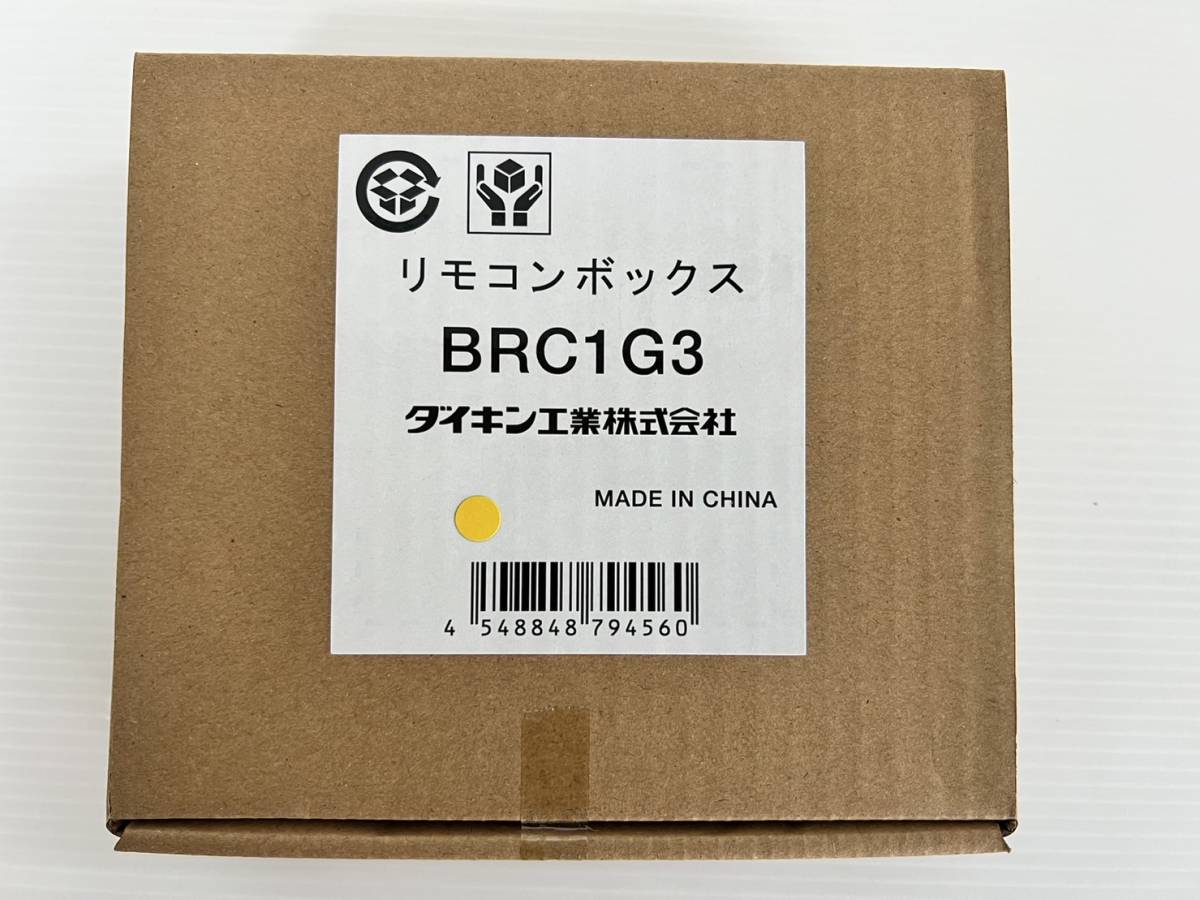 リモコンボックス
BRC1G3
ダイキン工業株式会社
MADE IN CHINA
4 548848 794560